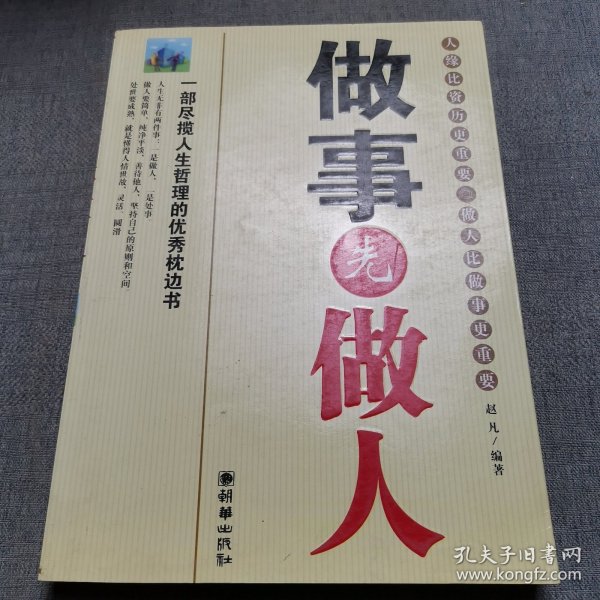 做事先做人
人缘比资历更重要 做人比做事更重要
赵凡/编著
一部尽揽人生哲理的优秀枕边书
人生无非有两件事:一是做人,二是处事
做人要简单,纯净平淡,善待他人,坚持自己的原则和空间
处世要成熟,就是懂得人情世故,灵活,圆滑
朝华出版社
孔夫子旧书网
www.kongfz.com